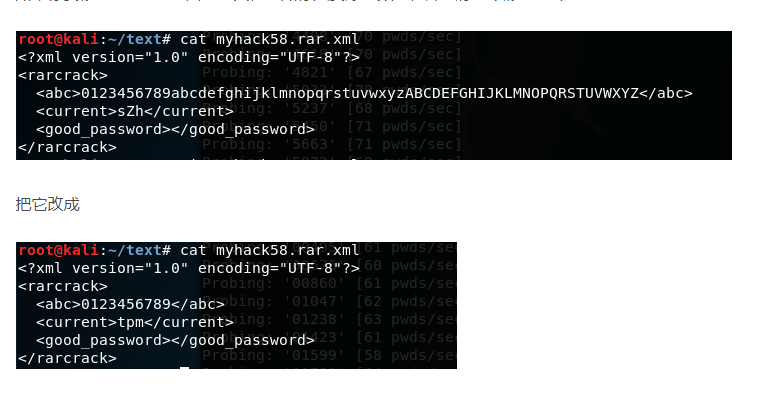 root@kali:~/text# cat myhack58.rar.xml
<?xml version="1.0" encoding="UTF-8"?>
<rarcrack>
  <abc>0123456789abcdefghijklmnopqrstuvwxyzABCDEFGHIJKLMNOPQRSTUVWXYZ</abc>
  <current>sZh</current>
  <good_password></good_password>
</rarcrack>
把它改成
root@kali:~/text# cat myhack58.rar.xml
<?xml version="1.0" encoding="UTF-8"?>
<rarcrack>
  <abc>0123456789</abc>
  <current>tpm</current>
  <good_password></good_password>
</rarcrack>